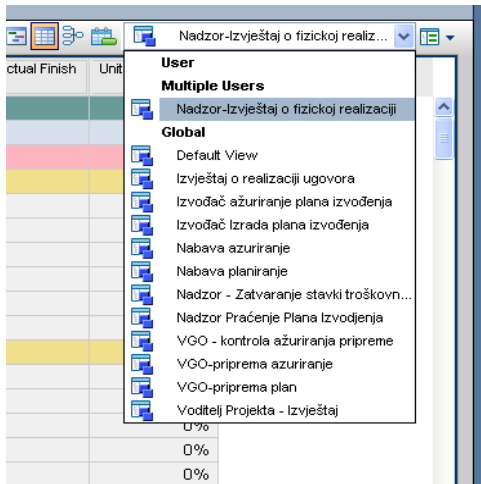 Nadzor-Izvještaj o fizickoj realiz...
ctual Finish
Unit
User
Multiple Users
Nadzor-Izvještaj o fizickoj realizaciji
Global
Default View
Izvještaj o realizaciji ugovora
Izvođač ažuriranje plana izvođenja
Izvođač Izrada plana izvođenja
Nabava azuriranje
Nabava planiranje
Nadzor - Zatvaranje stavki troškovn...
Nadzor Praćenje Plana Izvodjenja
VGO - kontrola ažuriranja pripreme
VGO-priprema azuriranje
VGO-priprema plan
Voditelj Projekta - Izvještaj
0%
0%
0%